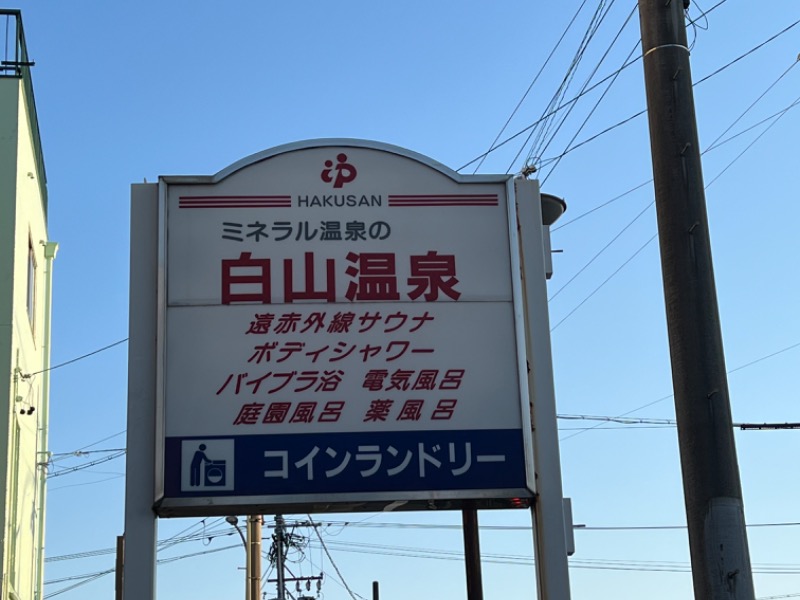 HAKUSAN
ミネラル温泉の
白山温泉
遠赤外線サウナ
ボディシャワー
バイブラ浴 電気風呂
庭園風呂 薬風呂
コインランドリー